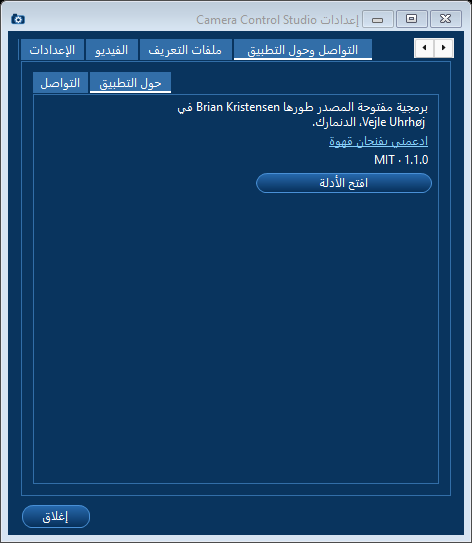 إعدادات Camera Control Studio
التواصل وحول التطبيق
ملفات التعريف
الفيديو
الإعدادات
حول التطبيق
التواصل
برمجية مفتوحة المصدر طورها Brian Kristensen في
Vejle Uhrhøj، الدنمارك.
ادعمني بفنجان قهوة
MIT · 1.1.0
افتح الأدلة
إغلاق